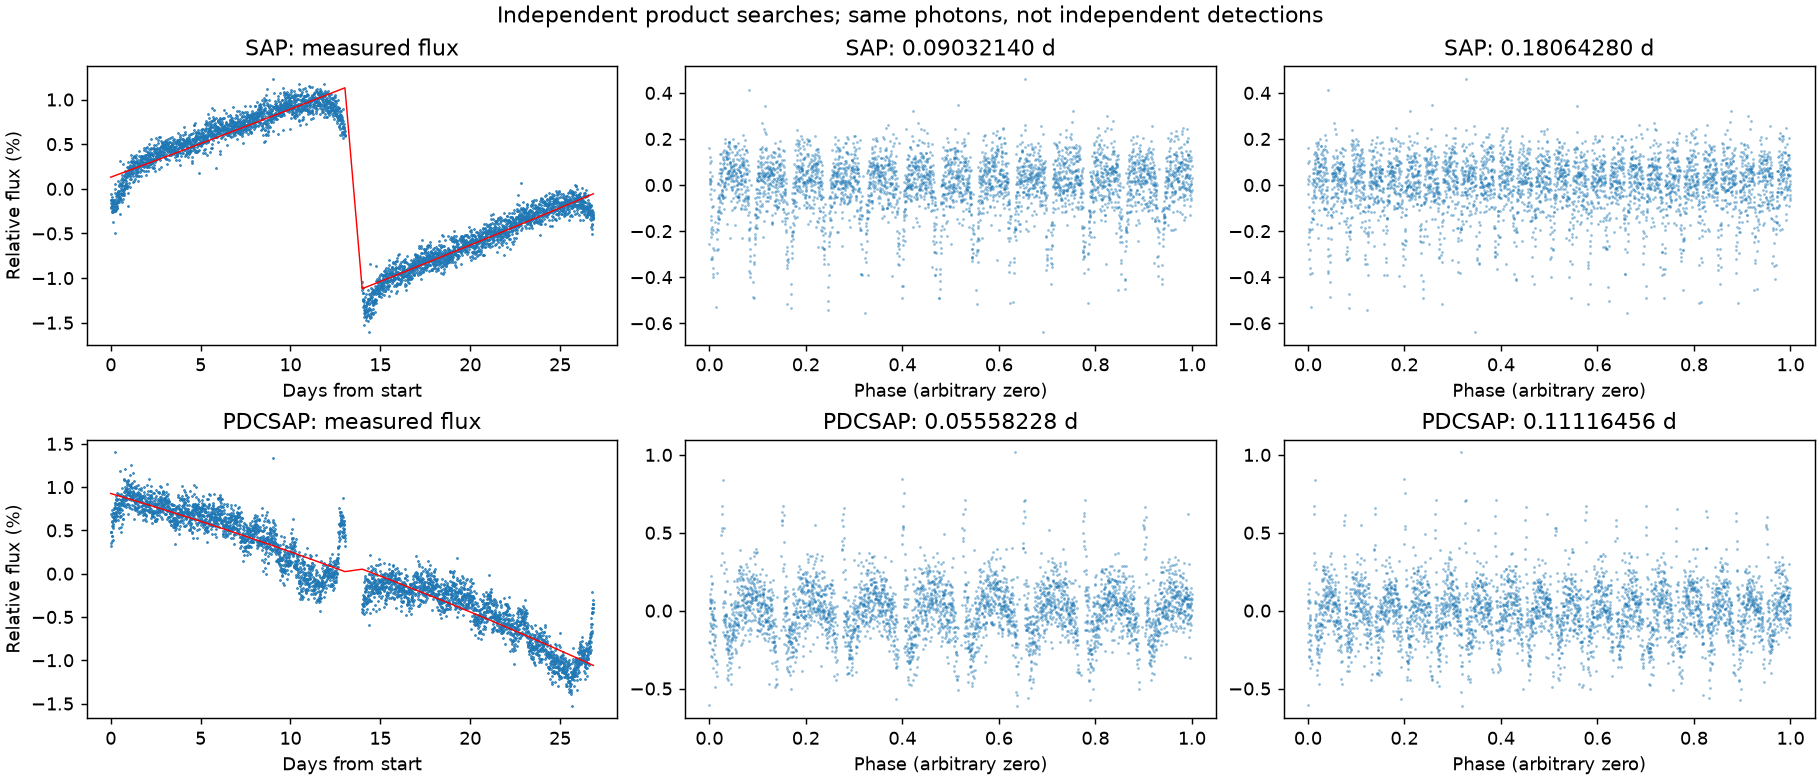 Independent product searches; same photons, not independent detections
SAP: measured flux
SAP: 0.09032140 d
SAP: 0.18064280 d
Relative flux (%)
1.0
0.5
0.0
−0.5
−1.0
−1.5
0.4
0.2
0.0
−0.2
−0.4
−0.6
0.4
0.2
0.0
−0.2
−0.4
−0.6
0 5 10 15 20 25
0.0 0.2 0.4 0.6 0.8 1.0
0.0 0.2 0.4 0.6 0.8 1.0
Days from start
Phase (arbitrary zero)
Phase (arbitrary zero)
PDCSAP: measured flux
PDCSAP: 0.05558228 d
PDCSAP: 0.11116456 d
Relative flux (%)
1.5
1.0
0.5
0.0
−0.5
−1.0
−1.5
1.0
0.5
0.0
−0.5
1.0
0.5
0.0
−0.5
0 5 10 15 20 25
0.0 0.2 0.4 0.6 0.8 1.0
0.0 0.2 0.4 0.6 0.8 1.0
Days from start
Phase (arbitrary zero)
Phase (arbitrary zero)